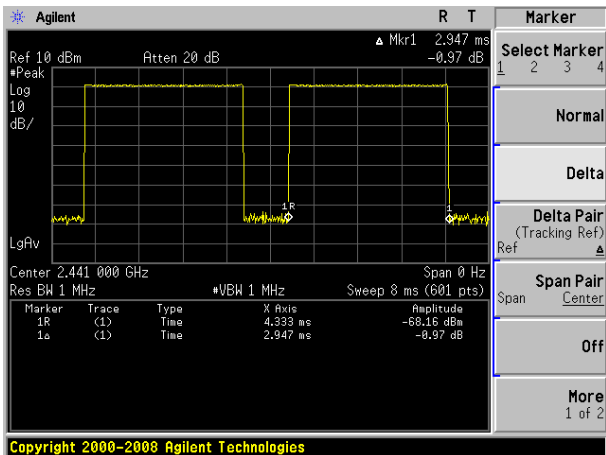 Agilent R T
Δ Mkr1 2.947 ms
Ref 10 dBm Atten 20 dB -0.97 dB
#Peak
Log
10
dB/
1R
1
LgAv
Center 2.441 000 GHz Span 0 Hz
Res BW 1 MHz #VBW 1 MHz Sweep 8 ms (601 pts)
Marker Trace Type X Axis Amplitude
1R (1) Time 4.333 ms -68.16 dBm
1Δ (1) Time 2.947 ms -0.97 dB
Copyright 2000-2008 Agilent Technologies
Marker
Select Marker
1 2 3 4
Normal
Delta
Delta Pair
(Tracking Ref)
Ref Δ
Span Pair
Span Center
Off
More
1 of 2